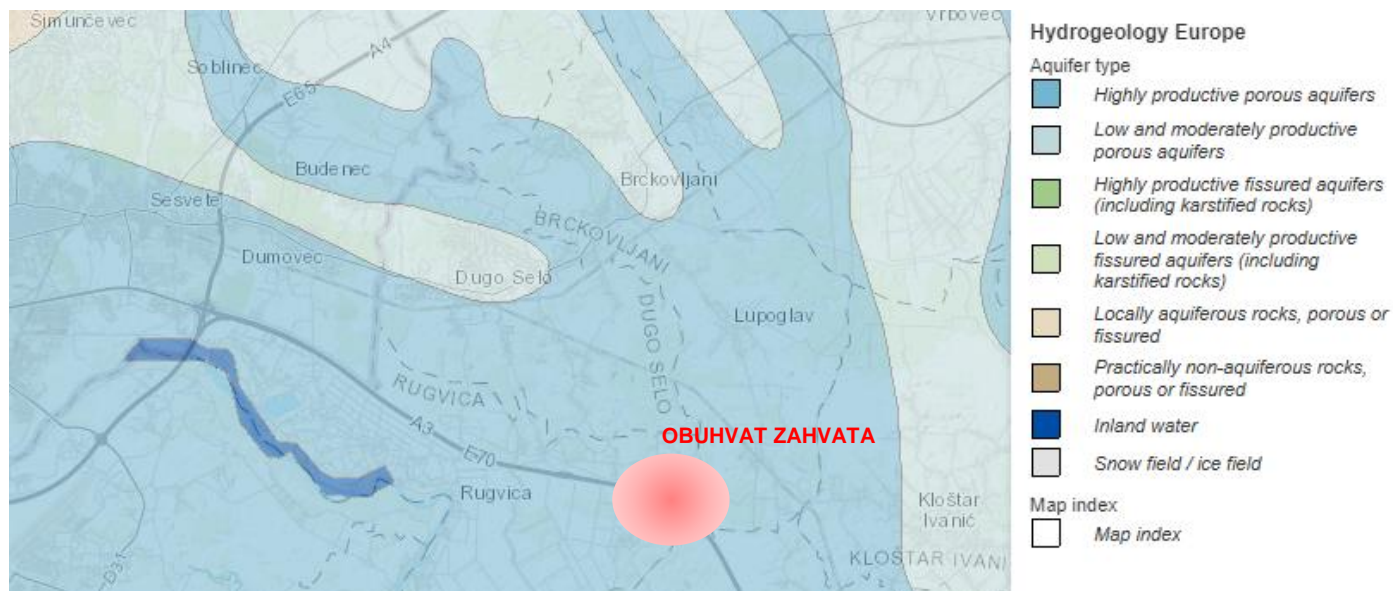 Šimunčevec
Vrbovec
A4
Soblinec
E65
Buđenec
Brckovljani
Sesvete
BRCKOVLJANI
Dumovec
Dugo Selo
DUGO SELO
Lupoglav
RUGVICA
A3
E-70
OBUHVAT ZAHVATA
Rugvica
Kloštar
Ivanić
KLOŠTAR IVANI
D3
Hydrogeology Europe
Aquifer type
Highly productive porous aquifers
Low and moderately productive
porous aquifers
Highly productive fissured aquifers
(including karstified rocks)
Low and moderately productive
fissured aquifers (including
karstified rocks)
Locally aquiferous rocks, porous or
fissured
Practically non-aquiferous rocks,
porous or fissured
Inland water
Snow field / ice field
Map index
Map index